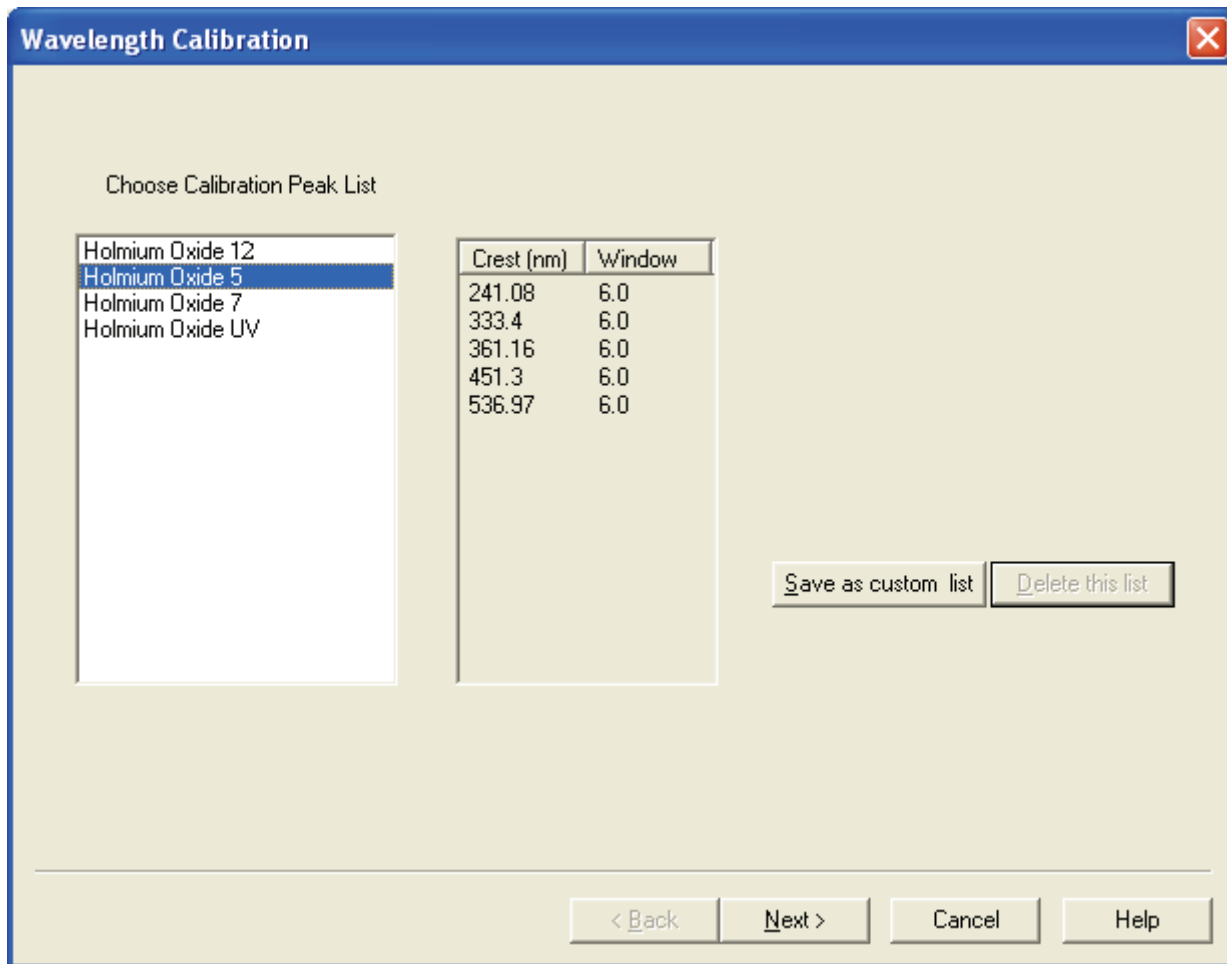 Wavelength Calibration
Choose Calibration Peak List
Holmium Oxide 12
Holmium Oxide 5
Holmium Oxide 7
Holmium Oxide UV
Crest (nm) Window
241.08 6.0
333.4 6.0
361.16 6.0
451.3 6.0
536.97 6.0
Save as custom list Delete this list
< Back Next > Cancel Help